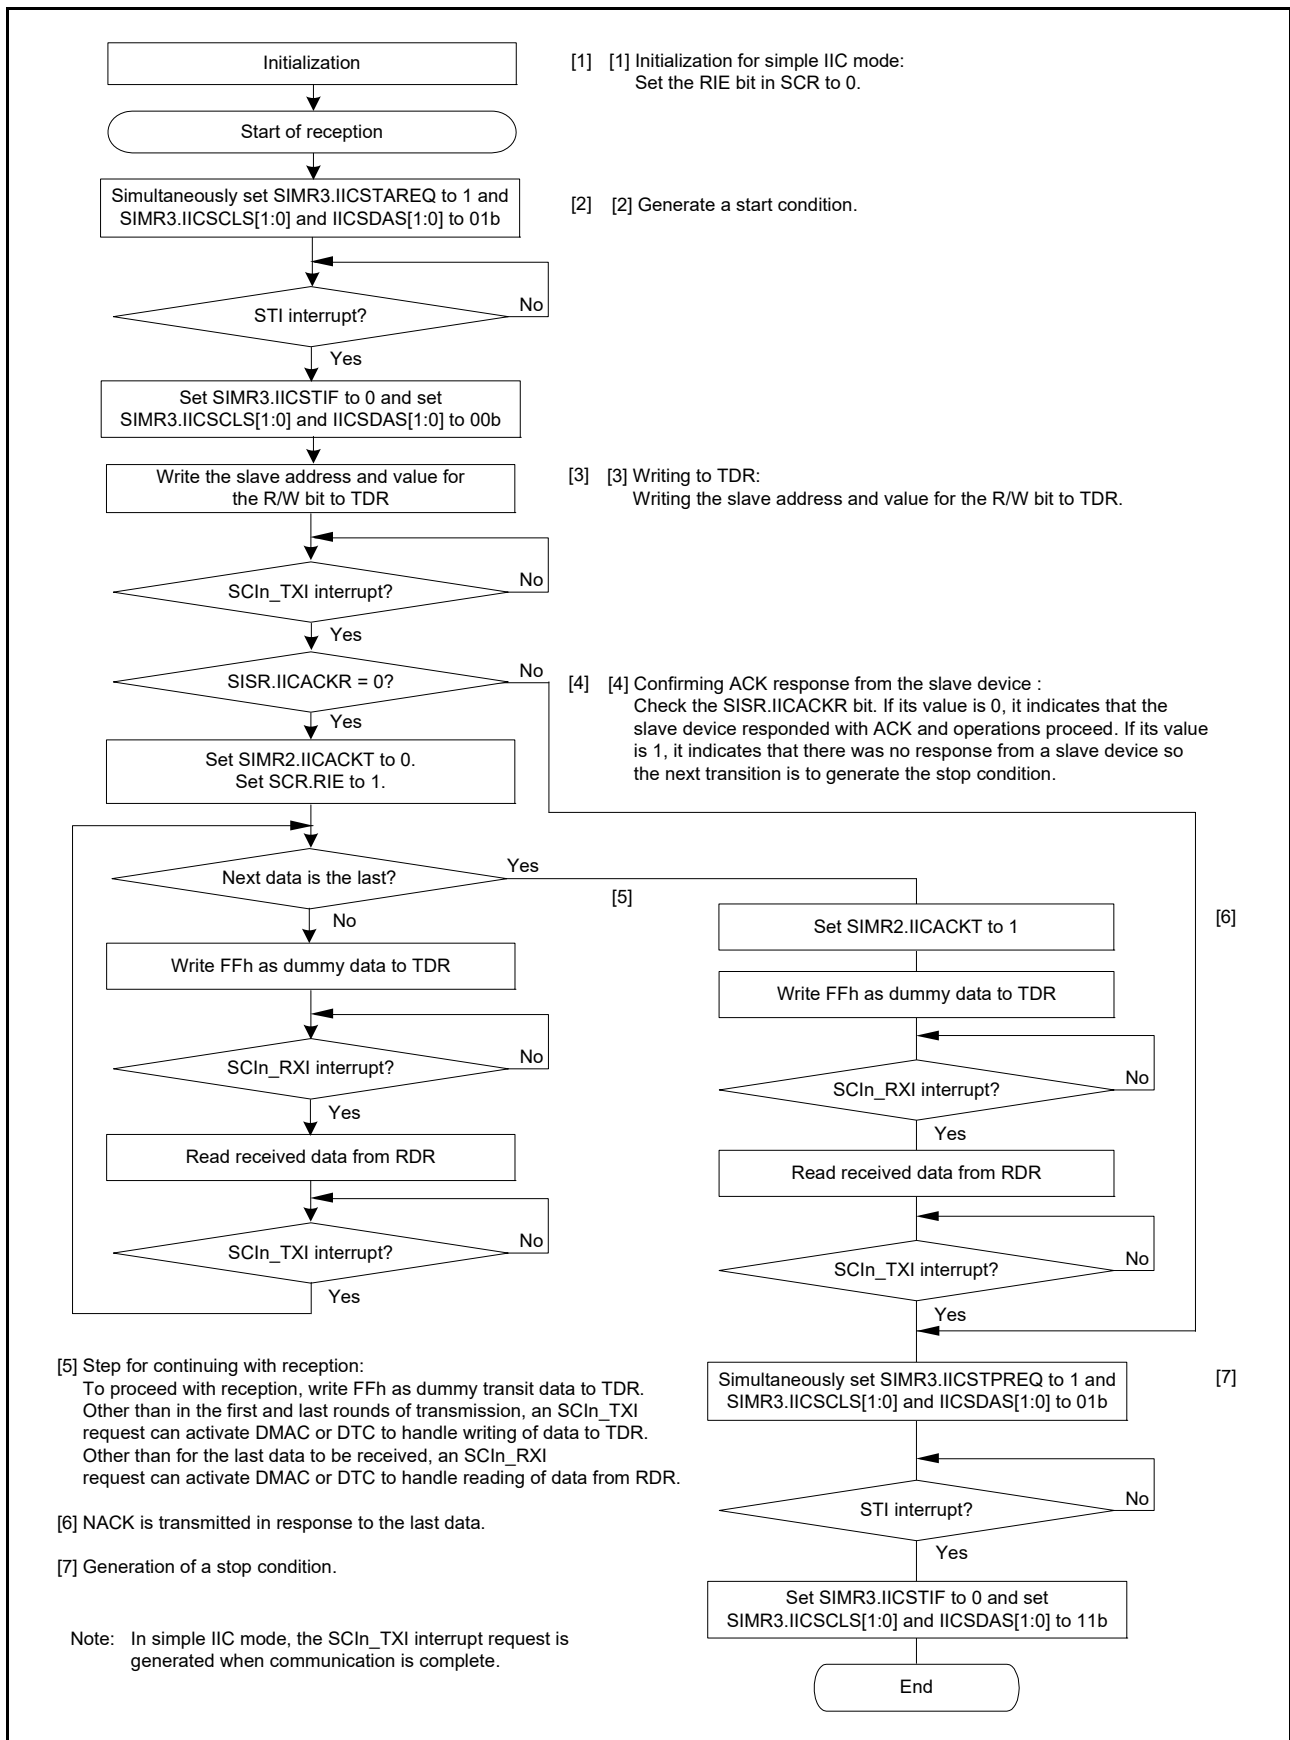 Initialization
[1] [1] Initialization for simple IIC mode:
Set the RIE bit in SCR to 0.
Start of reception
Simultaneously set SIMR3.IICSTAREQ to 1 and
SIMR3.IICSCLS[1:0] and IICSDAS[1:0] to 01b
[2] [2] Generate a start condition.
STI interrupt?
No
Yes
Set SIMR3.IICSTIF to 0 and set
SIMR3.IICSCLS[1:0] and IICSDAS[1:0] to 00b
Write the slave address and value for
the R/W bit to TDR
[3] [3] Writing to TDR:
Writing the slave address and value for the R/W bit to TDR.
SCIn_TXI interrupt?
No
Yes
SISR.IICACKR = 0?
No
Yes
[4] [4] Confirming ACK response from the slave device :
Check the SISR.IICACKR bit. If its value is 0, it indicates that the
slave device responded with ACK and operations proceed. If its value
is 1, it indicates that there was no response from a slave device so
the next transition is to generate the stop condition.
Set SIMR2.IICACKT to 0.
Set SCR.RIE to 1.
Next data is the last?
Yes
[5]
No
Write FFh as dummy data to TDR
SCIn_RXI interrupt?
No
Yes
Read received data from RDR
SCIn_TXI interrupt?
No
Yes
Set SIMR2.IICACKT to 1
[6]
Write FFh as dummy data to TDR
SCIn_RXI interrupt?
No
Yes
Read received data from RDR
SCIn_TXI interrupt?
No
Yes
Simultaneously set SIMR3.IICSTPREQ to 1 and
SIMR3.IICSCLS[1:0] and IICSDAS[1:0] to 01b
[7]
STI interrupt?
No
Yes
Set SIMR3.IICSTIF to 0 and set
SIMR3.IICSCLS[1:0] and IICSDAS[1:0] to 11b
End
[5] Step for continuing with reception:
To proceed with reception, write FFh as dummy transit data to TDR.
Other than in the first and last rounds of transmission, an SCIn_TXI
request can activate DMAC or DTC to handle writing of data to TDR.
Other than for the last data to be received, an SCIn_RXI
request can activate DMAC or DTC to handle reading of data from RDR.
[6] NACK is transmitted in response to the last data.
[7] Generation of a stop condition.
Note: In simple IIC mode, the SCIn_TXI interrupt request is
generated when communication is complete.